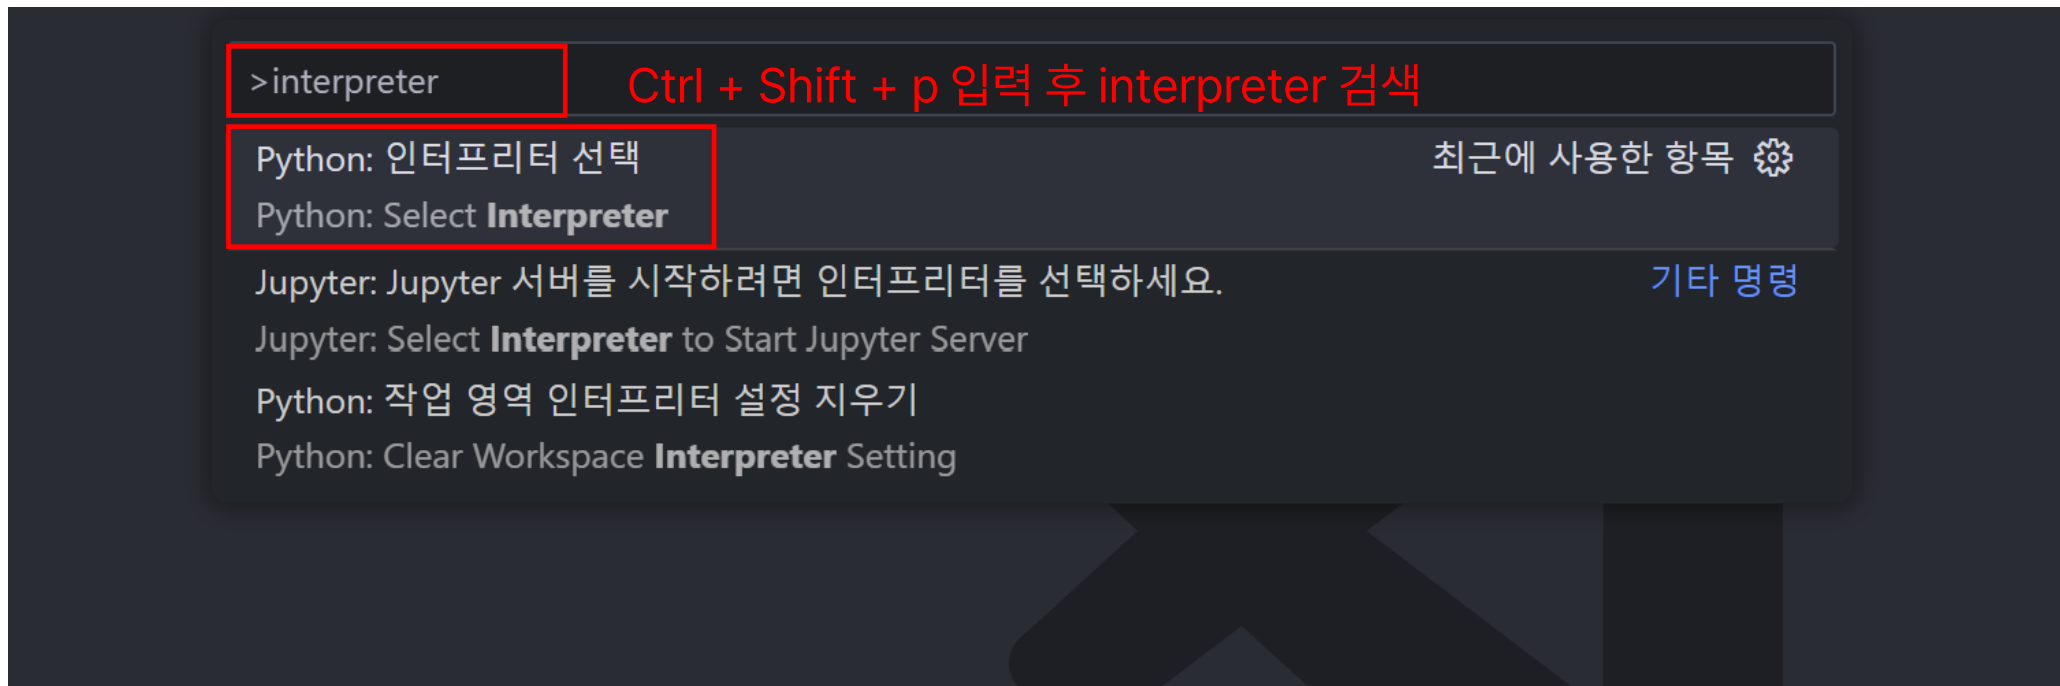 >interpreter Ctrl + Shift + p 입력 후 interpreter 검색
Python: 인터프리터 선택 최근에 사용한 항목
Python: Select Interpreter
Jupyter: Jupyter 서버를 시작하려면 인터프리터를 선택하세요. 기타 명령
Jupyter: Select Interpreter to Start Jupyter Server
Python: 작업 영역 인터프리터 설정 지우기
Python: Clear Workspace Interpreter Setting